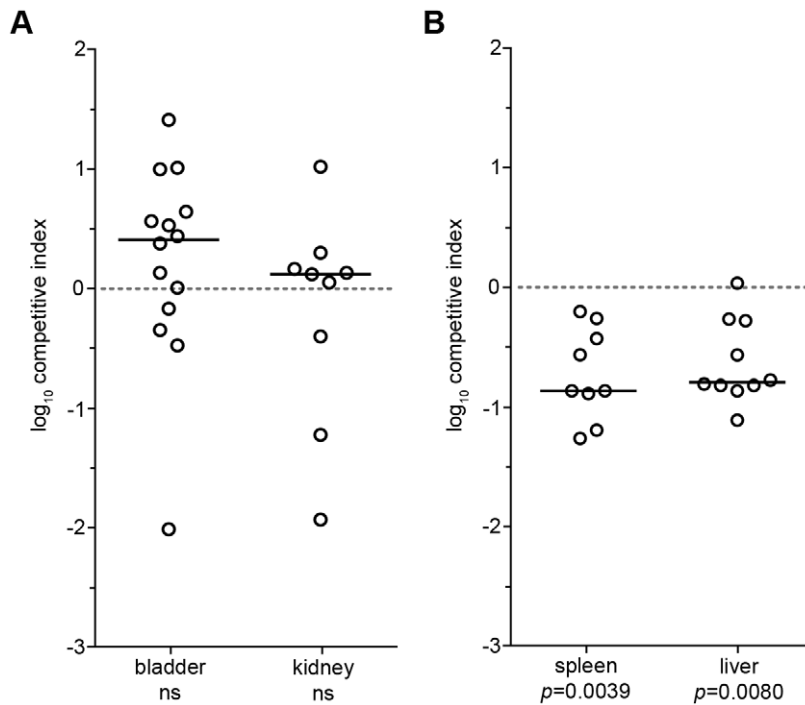 A
log10 competitive index
2
1
0
-1
-2
-3
bladder
ns
kidney
ns
B
log10 competitive index
2
1
0
-1
-2
-3
spleen
p=0.0039
liver
p=0.0080